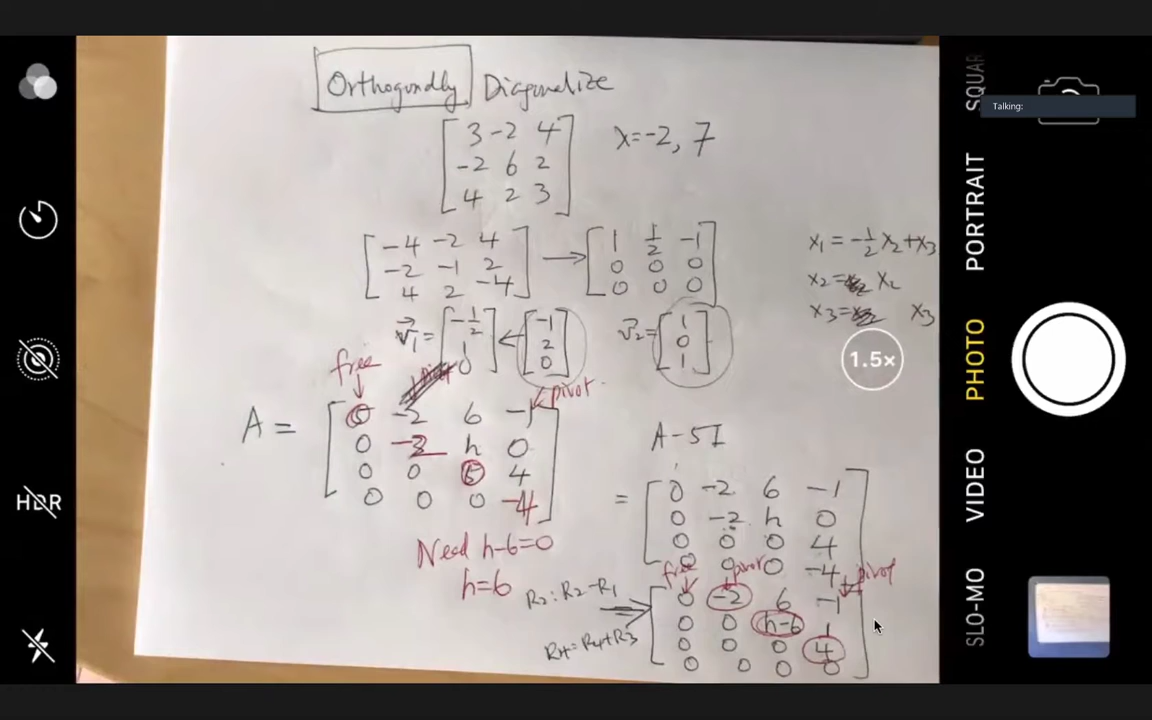 Orthogonally Diagonalize
[3 -2 4] λ=-2, 7
[-2 6 2]
[4 2 3]
[-4 -2 4] → [1 1/2 -1] x₁ = -1/2 x₂+x₃
[-2 -1 2] [0 0 0] x₂= x₂
[4 2 -4] [0 0 0] x₃= x₃
v⃗₁= [-1/2 1 0] ← [-1 2 0] v⃗₂= [1 0 1]
free
pivot
A = [5 -2 6 -1]
[0 3 h 0]
[0 0 5 4]
[0 0 0 -4]
Need h-6=0
h=6
A-5I
= [0 -2 6 -1]
[0 -2 h 0]
[0 0 0 4]
[0 0 0 -4]
free pivot pivot
R₂: R₂-R₁
R₄=R₄+R₃
[0 -2 6 -1]
[0 0 h-6 1]
[0 0 0 4]
[0 0 0 0]
SQUAR
PORTRAIT
PHOTO
VIDEO
SLO-MO
Talking:
1.5x
HDR